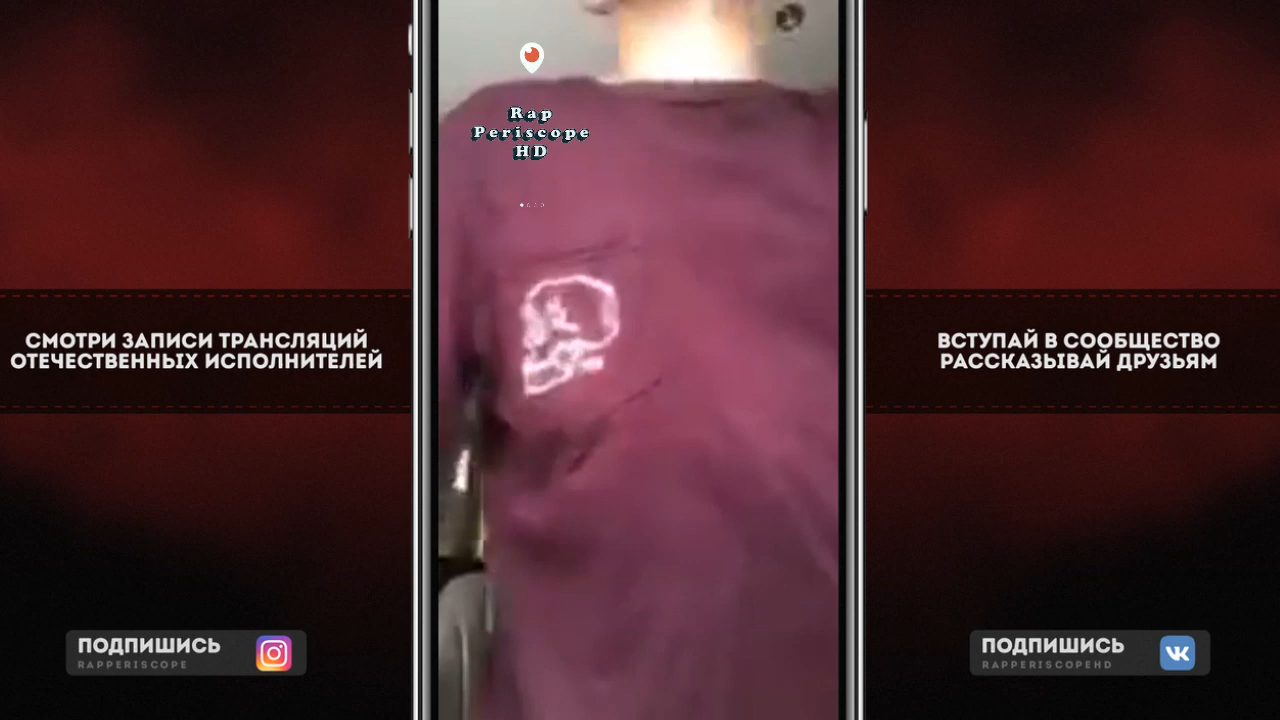 Rap
Periscope
HD
СМОТРИ ЗАПИСИ ТРАНСЛЯЦИЙ
ОТЕЧЕСТВЕННЫХ ИСПОЛНИТЕЛЕЙ
ВСТУПАЙ В СООБЩЕСТВО
РАССКАЗЫВАЙ ДРУЗЬЯМ
ПОДПИШИСЬ
RAPPERISCOPE
ПОДПИШИСЬ
RAPPERISCOPEHD